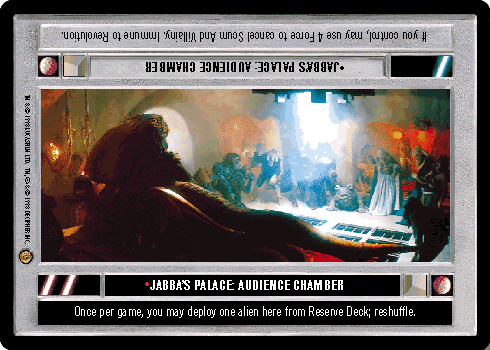 If you control, may use 4 Force to cancel Scum And Villainy. Immune to Revolution.
•JABBA'S PALACE: AUDIENCE CHAMBER
•JABBA'S PALACE: AUDIENCE CHAMBER
Once per game, you may deploy one alien here from Reserve Deck; reshuffle.